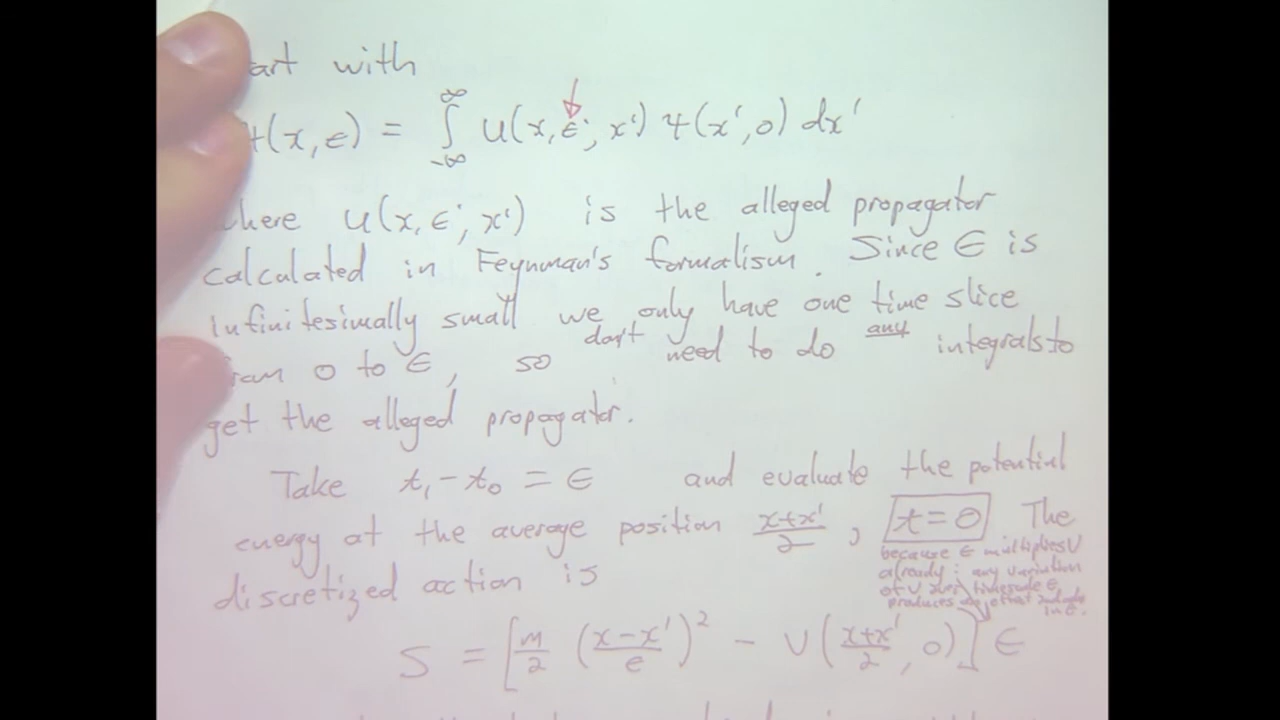 art with
ψ(x,ε) = ∫_{-∞}^{∞} U(x,ε; x') ψ(x',0) dx'
where U(x,ε; x') is the alleged propagator
calculated in Feynman's formalism. Since ε is
infinitesimally small we only have one time slice
from 0 to ε, so don't need to do any integrals to
get the alleged propagator.
Take t₁-t₀ = ε and evaluate the potential
energy at the average position (x+x')/2, t=0 The
because ε multiplies V
already: any variation
of V over timescale ε
produces
in ε.
discretized action is
S = [m/2 ((x-x')/ε)² - V((x+x')/2, 0)] ε